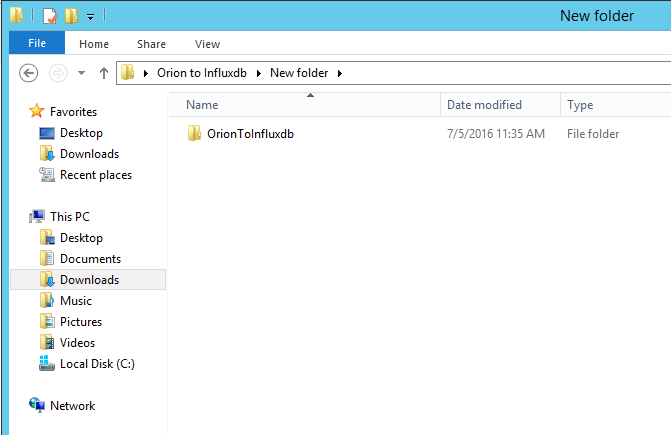 New folder
File Home Share View
Orion to Influxdb New folder
Name Date modified Type
Favorites
Desktop
Downloads
Recent places
OrionToInfluxdb 7/5/2016 11:35 AM File folder
This PC
Desktop
Documents
Downloads
Music
Pictures
Videos
Local Disk (C:)
Network